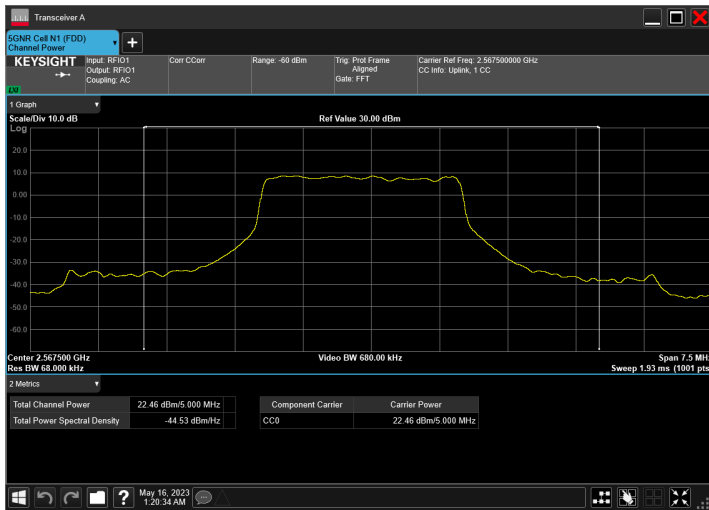 Transceiver A
5GNR Cell N1 (FDD)
Channel Power
KEYSIGHT
Input: RFIO1
Output: RFIO1
Coupling: AC
Corr CCorr
Range: -60 dBm
Trig: Prot Frame
Aligned
Gate: FFT
Carrier Ref Freq: 2.567500000 GHz
CC Info: Uplink, 1 CC
LXI
1 Graph
Scale/Div 10.0 dB
Ref Value 30.00 dBm
Log
20.0
10.0
0.00
-10.0
-20.0
-30.0
-40.0
-50.0
-60.0
Center 2.567500 GHz
Video BW 680.00 kHz
Span 7.5 MHz
Res BW 68.000 kHz
Sweep 1.93 ms (1001 pts
2 Metrics
Total Channel Power 22.46 dBm/5.000 MHz
Total Power Spectral Density -44.53 dBm/Hz
Component Carrier Carrier Power
CC0 22.46 dBm/5.000 MHz
May 16, 2023
1:20:34 AM